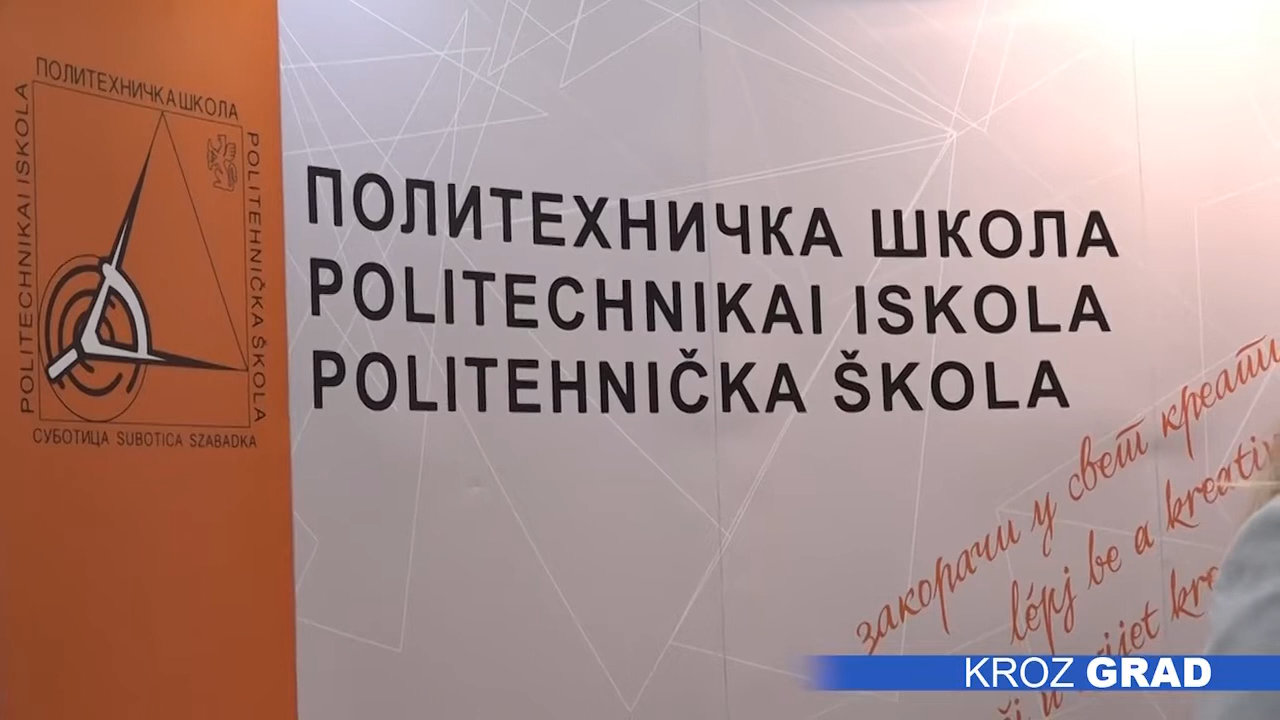 ПОЛИТЕХНИЧКА ШКОЛА
POLITECHNIKAI ISKOLA
POLITEHNIČKA ŠKOLA
СУБОТИЦА SUBOTICA SZABADKA
ПОЛИТЕХНИЧКА ШКОЛА
POLITECHNIKAI ISKOLA
POLITEHNIČKA ŠKOLA
закорачи у свет
lépj be a
KROZ GRAD